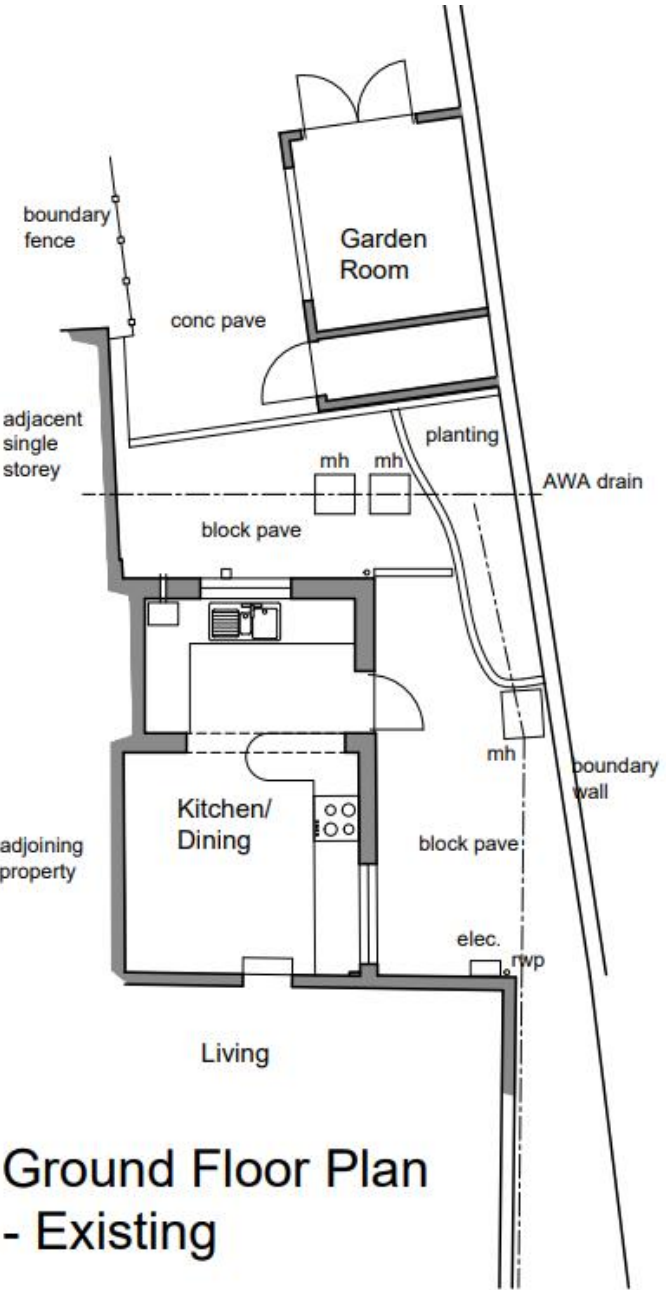 boundary
fence
Garden
Room
conc pave
adjacent
single
storey
planting
mh
mh
AWA drain
block pave
mh
boundary
wall
Kitchen/
Dining
adjoining
property
block pave
elec.
rwp
Living
Ground Floor Plan
- Existing